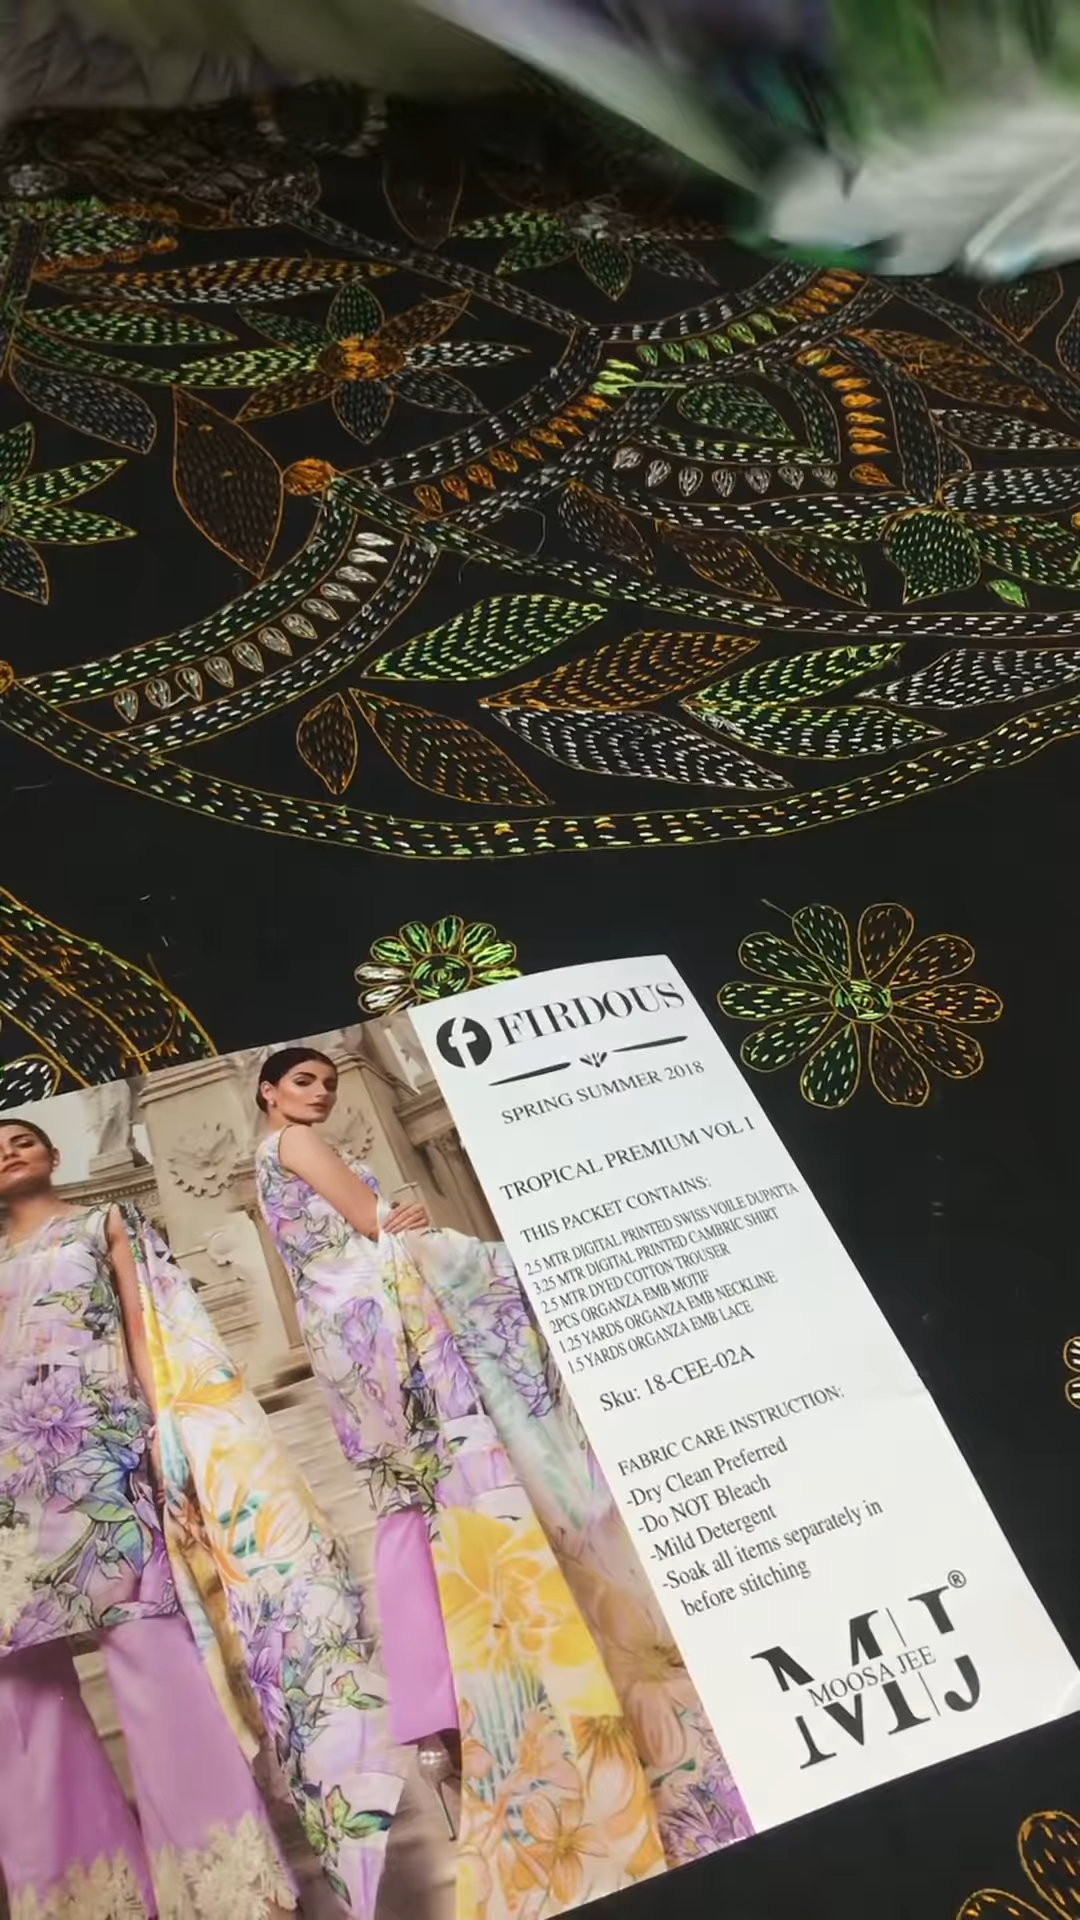 f FIRDOUS
SPRING SUMMER 2018
TROPICAL PREMIUM VOL 1
THIS PACKET CONTAINS:
2.5 MTR DIGITAL PRINTED SWISS VOILE DUPATTA
3.25 MTR DIGITAL PRINTED CAMBRIC SHIRT
2.5 MTR DYED COTTON TROUSER
2PCS ORGANZA EMB MOTIF
1.25 YARDS ORGANZA EMB NECKLINE
1.5 YARDS ORGANZA EMB LACE
Sku: 18-CEE-02A
FABRIC CARE INSTRUCTION:
-Dry Clean Preferred
-Do NOT Bleach
-Mild Detergent
-Soak all items separately in
before stitching
MJ®
MOOSA JEE